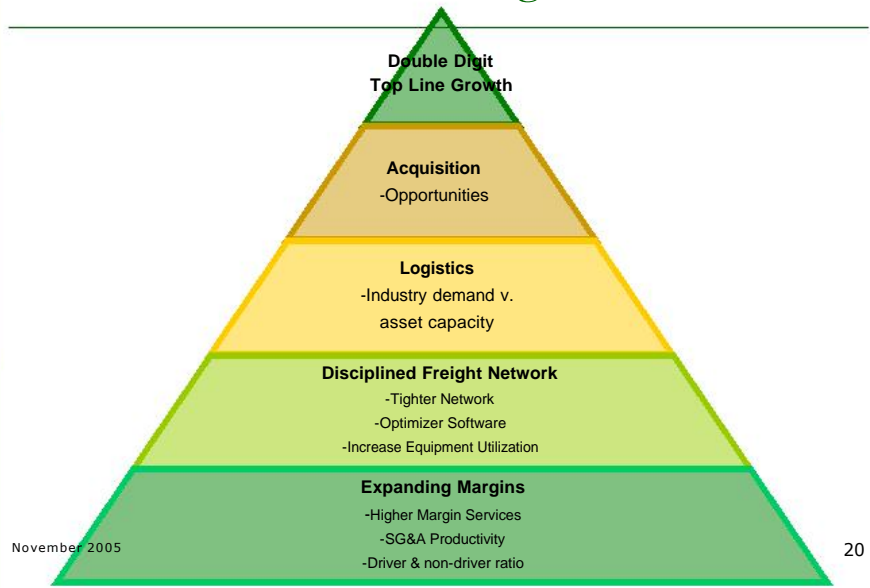 Double Digit
Top Line Growth
Acquisition
-Opportunities
Logistics
-Industry demand v.
asset capacity
Disciplined Freight Network
-Tighter Network
-Optimizer Software
-Increase Equipment Utilization
Expanding Margins
-Higher Margin Services
-SG&A Productivity
-Driver & non-driver ratio
November 2005
20